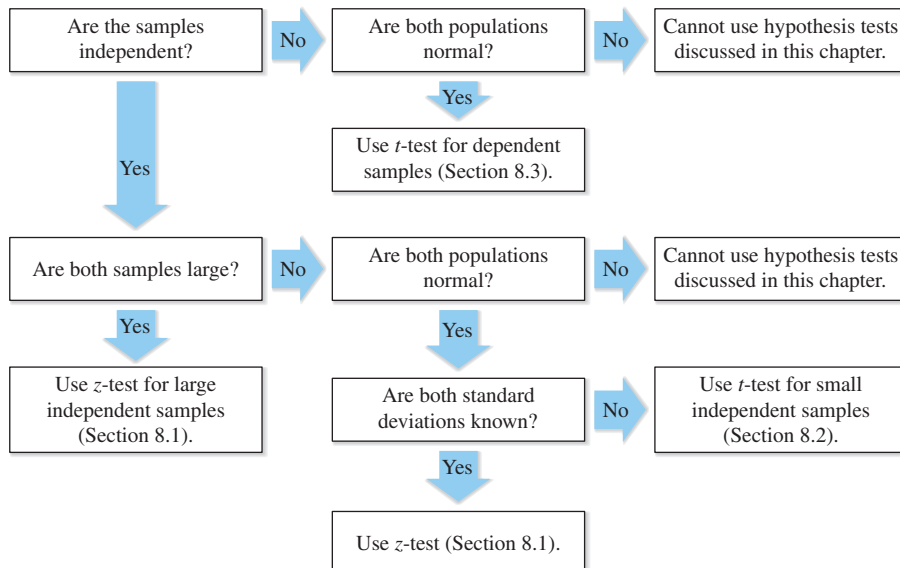 Are the samples
independent?
No
Are both populations
normal?
No
Cannot use hypothesis tests
discussed in this chapter.
Yes
Yes
Use t-test for dependent
samples (Section 8.3).
Are both samples large?
No
Are both populations
normal?
No
Cannot use hypothesis tests
discussed in this chapter.
Yes
Yes
Use z-test for large
independent samples
(Section 8.1).
Are both standard
deviations known?
No
Use t-test for small
independent samples
(Section 8.2).
Yes
Use z-test (Section 8.1).